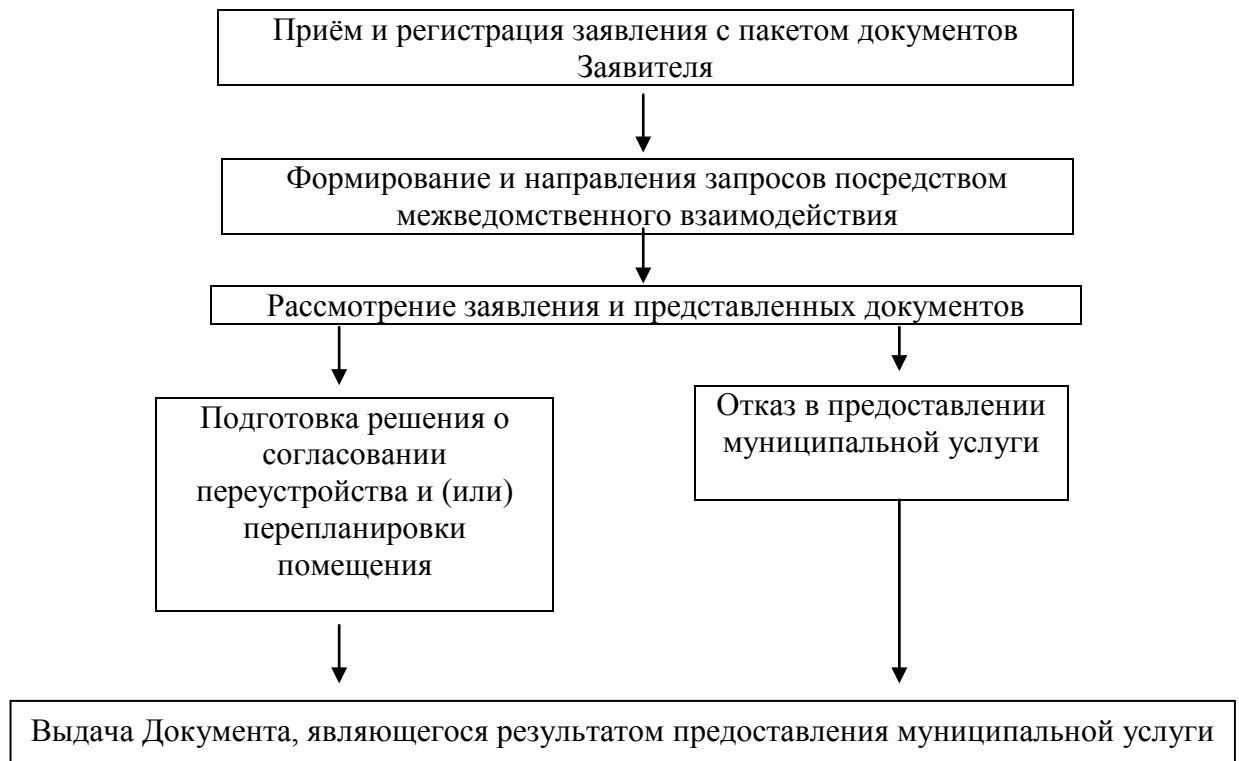 Приём и регистрация заявления с пакетом документов
Заявителя
Формирование и направления запросов посредством
межведомственного взаимодействия
Рассмотрение заявления и представленных документов
Подготовка решения о
согласовании
переустройства и (или)
перепланировки
помещения
Отказ в предоставлении
муниципальной услуги
Выдача Документа, являющегося результатом предоставления муниципальной услуги